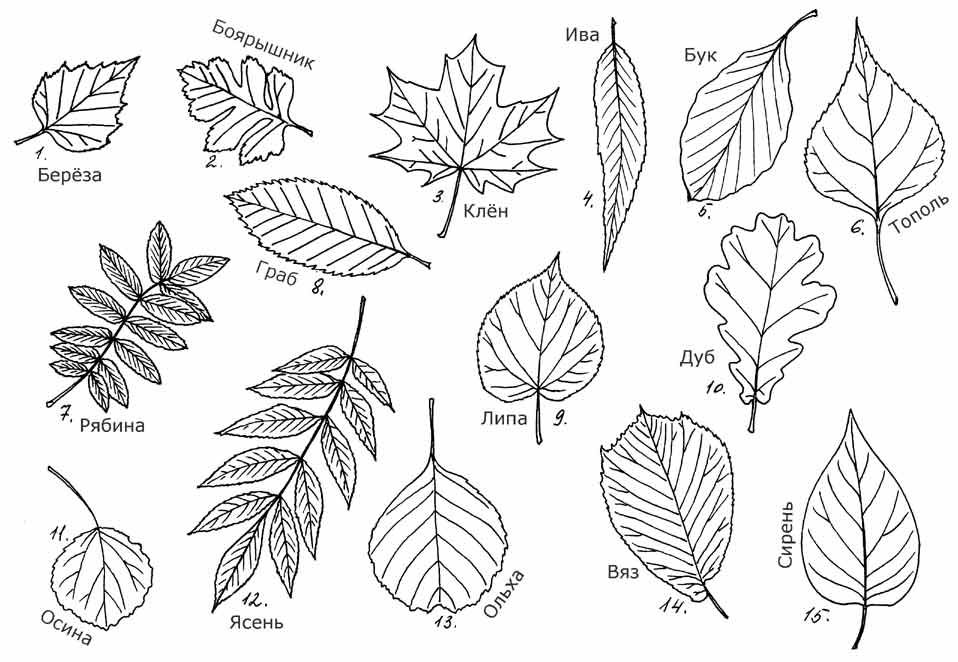 1.
Берёза
Боярышник
2.
3.
Клён
Ива
4.
Бук
5.
6.
Тополь
7.
Рябина
Граб
8.
Липа
9.
Дуб
10.
11.
Осина
12.
Ясень
13.
Ольха
Вяз
14.
Сирень
15.